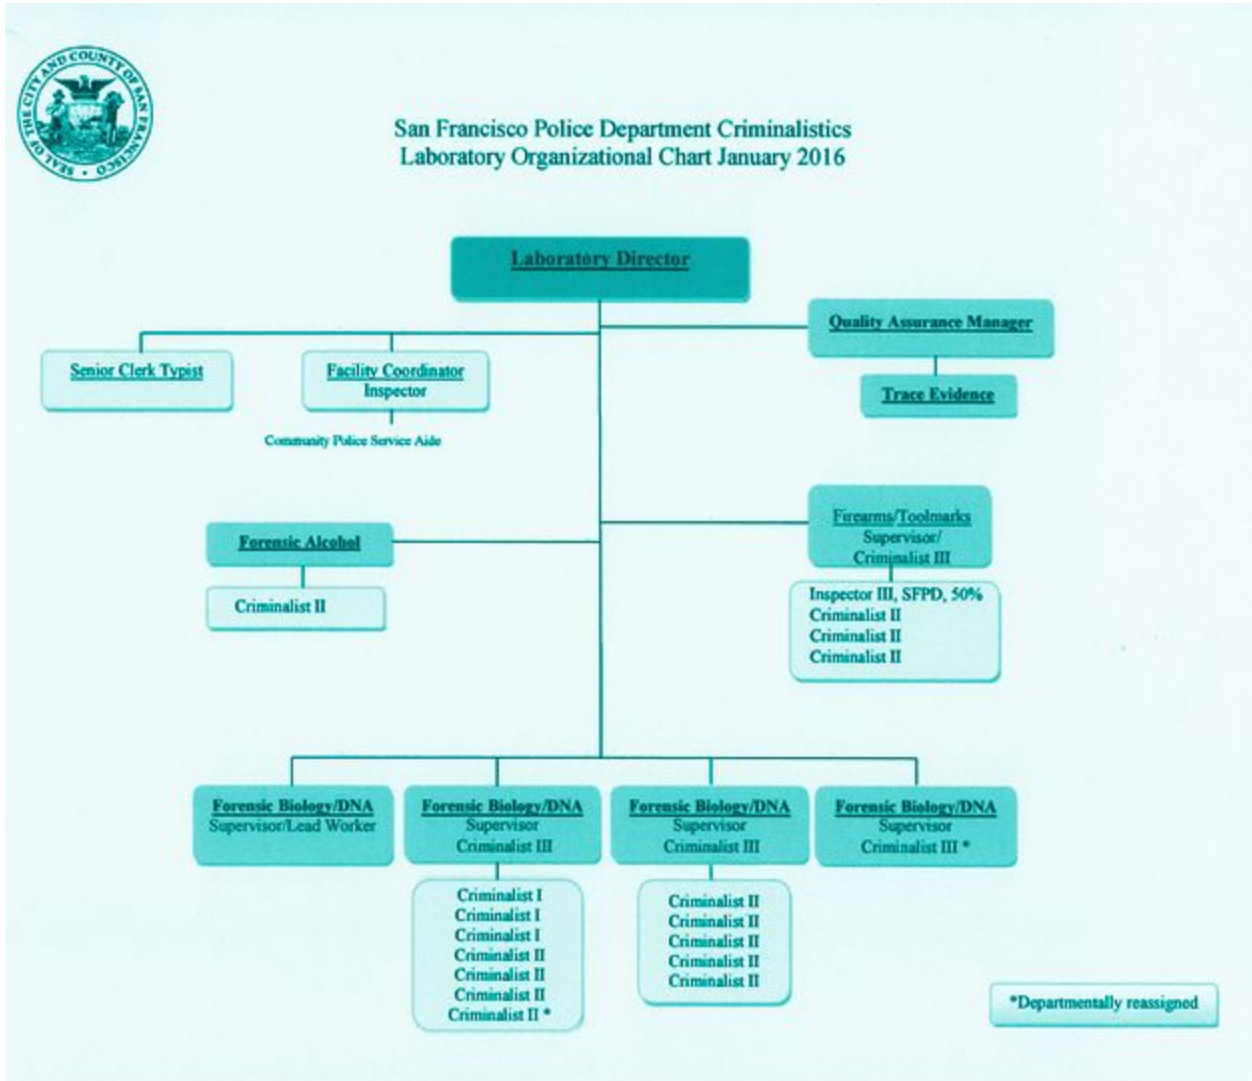 SEAL OF THE CITY AND COUNTY OF SAN FRANCISCO
San Francisco Police Department Criminalistics
Laboratory Organizational Chart January 2016
Laboratory Director
Quality Assurance Manager
Trace Evidence
Senior Clerk Typist
Facility Coordinator
Inspector
Community Police Service Aide
Forensic Alcohol
Criminalist II
Firearms/Toolmarks
Supervisor/
Criminalist III
Inspector III, SFPD, 50%
Criminalist II
Criminalist II
Criminalist II
Forensic Biology/DNA
Supervisor/Lead Worker
Forensic Biology/DNA
Supervisor
Criminalist III
Criminalist I
Criminalist I
Criminalist I
Criminalist II
Criminalist II
Criminalist II
Criminalist II *
Forensic Biology/DNA
Supervisor
Criminalist III
Criminalist II
Criminalist II
Criminalist II
Criminalist II
Criminalist II
Forensic Biology/DNA
Supervisor
Criminalist III *
*Departmentally reassigned